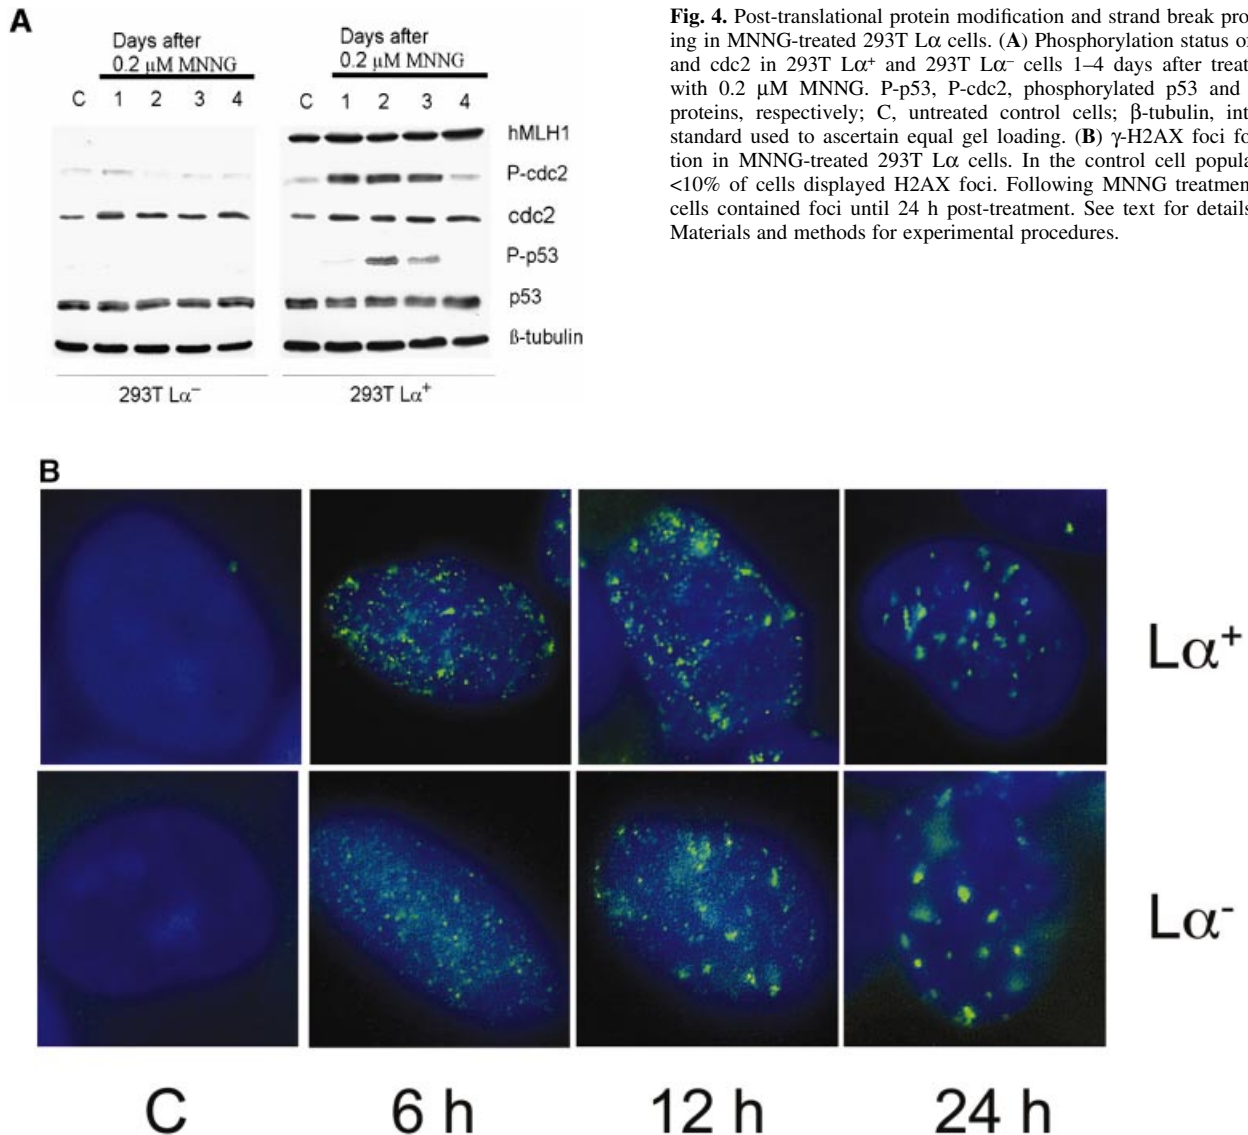 A
Days after
0.2 μM MNNG
C 1 2 3 4
Days after
0.2 μM MNNG
C 1 2 3 4
hMLH1
P-cdc2
cdc2
P-p53
p53
ß-tubulin
293T Lα⁻
293T Lα⁺
Fig. 4. Post-translational protein modification and strand break pro
ing in MNNG-treated 293T Lα cells. (A) Phosphorylation status o
and cdc2 in 293T Lα⁺ and 293T Lα⁻ cells 1–4 days after treat
with 0.2 μM MNNG. P-p53, P-cdc2, phosphorylated p53 and
proteins, respectively; C, untreated control cells; β-tubulin, int
standard used to ascertain equal gel loading. (B) γ-H2AX foci fo
tion in MNNG-treated 293T Lα cells. In the control cell popula
<10% of cells displayed H2AX foci. Following MNNG treatmen
cells contained foci until 24 h post-treatment. See text for details
Materials and methods for experimental procedures.
B
Lα⁺
Lα⁻
C 6 h 12 h 24 h